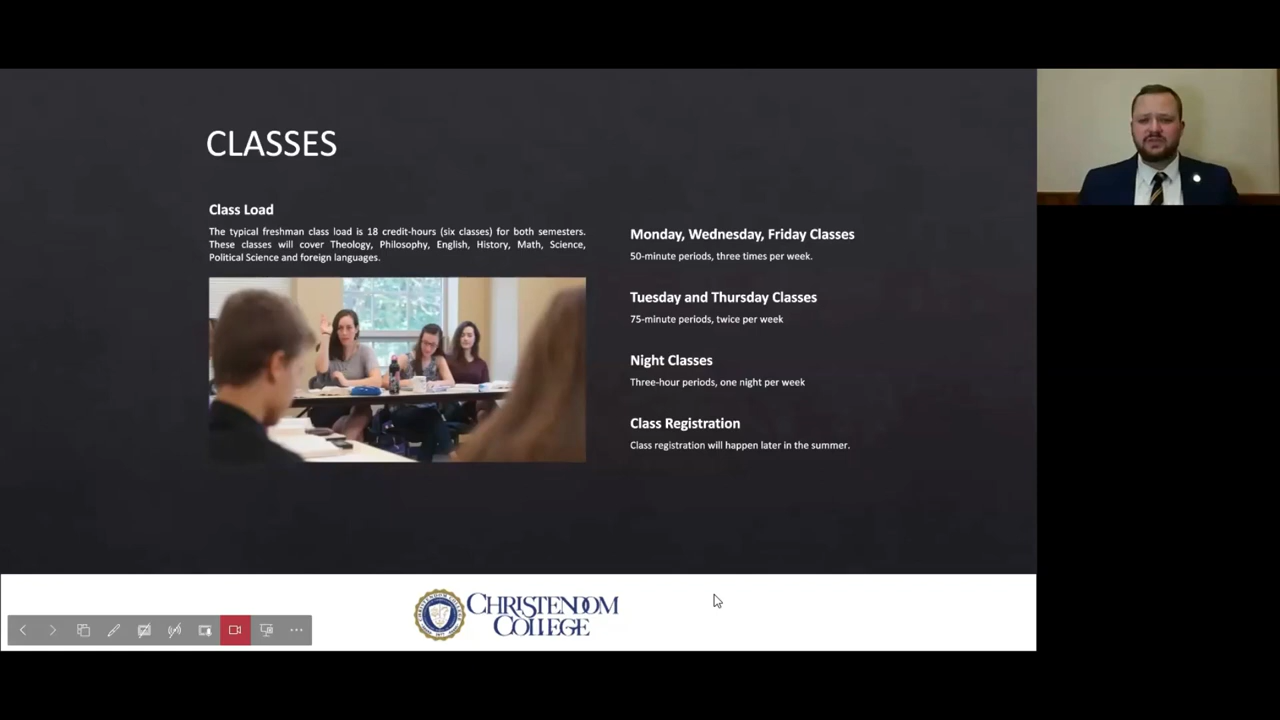 CLASSES
Class Load
The typical freshman class load is 18 credit-hours (six classes) for both semesters.
These classes will cover Theology, Philosophy, English, History, Math, Science,
Political Science and foreign languages.
Monday, Wednesday, Friday Classes
50-minute periods, three times per week.
Tuesday and Thursday Classes
75-minute periods, twice per week
Night Classes
Three-hour periods, one night per week
Class Registration
Class registration will happen later in the summer.
CHRISTENDOM
COLLEGE